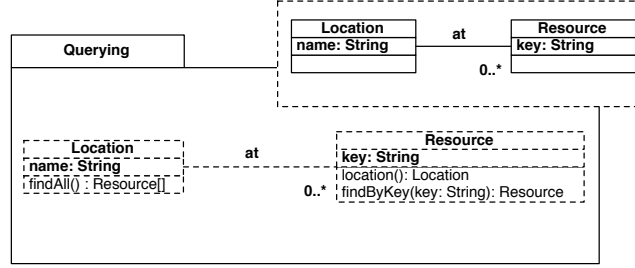 Location
name: String
at
0..*
Resource
key: String
Querying
Location
name: String
findAll() : Resource[]
at
0..*
Resource
key: String
location(): Location
findByKey(key: String): Resource